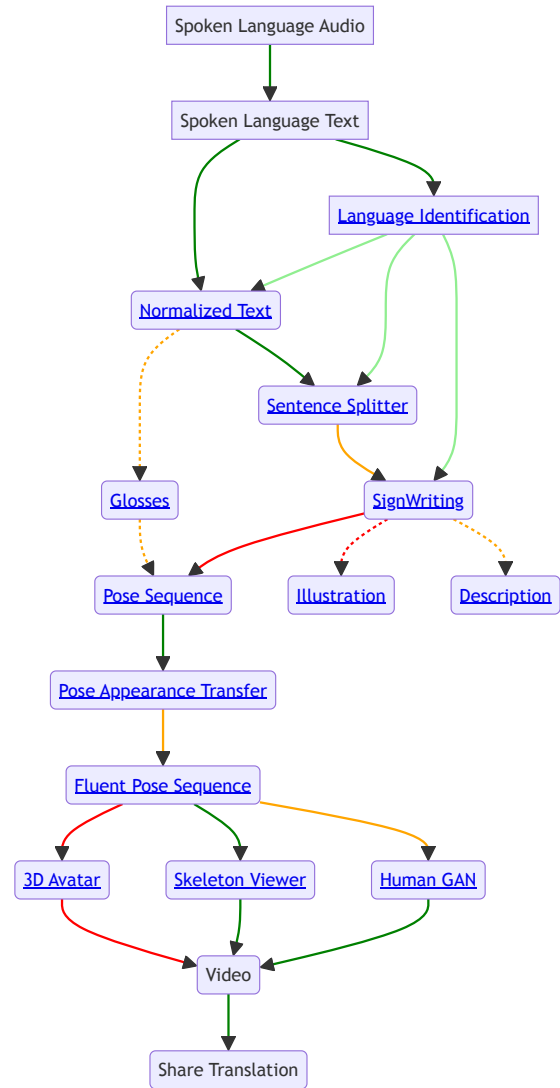 Spoken Language Audio
Spoken Language Text
Language Identification
Normalized Text
Sentence Splitter
Glosses
SignWriting
Pose Sequence
Illustration
Description
Pose Appearance Transfer
Fluent Pose Sequence
3D Avatar
Skeleton Viewer
Human GAN
Video
Share Translation